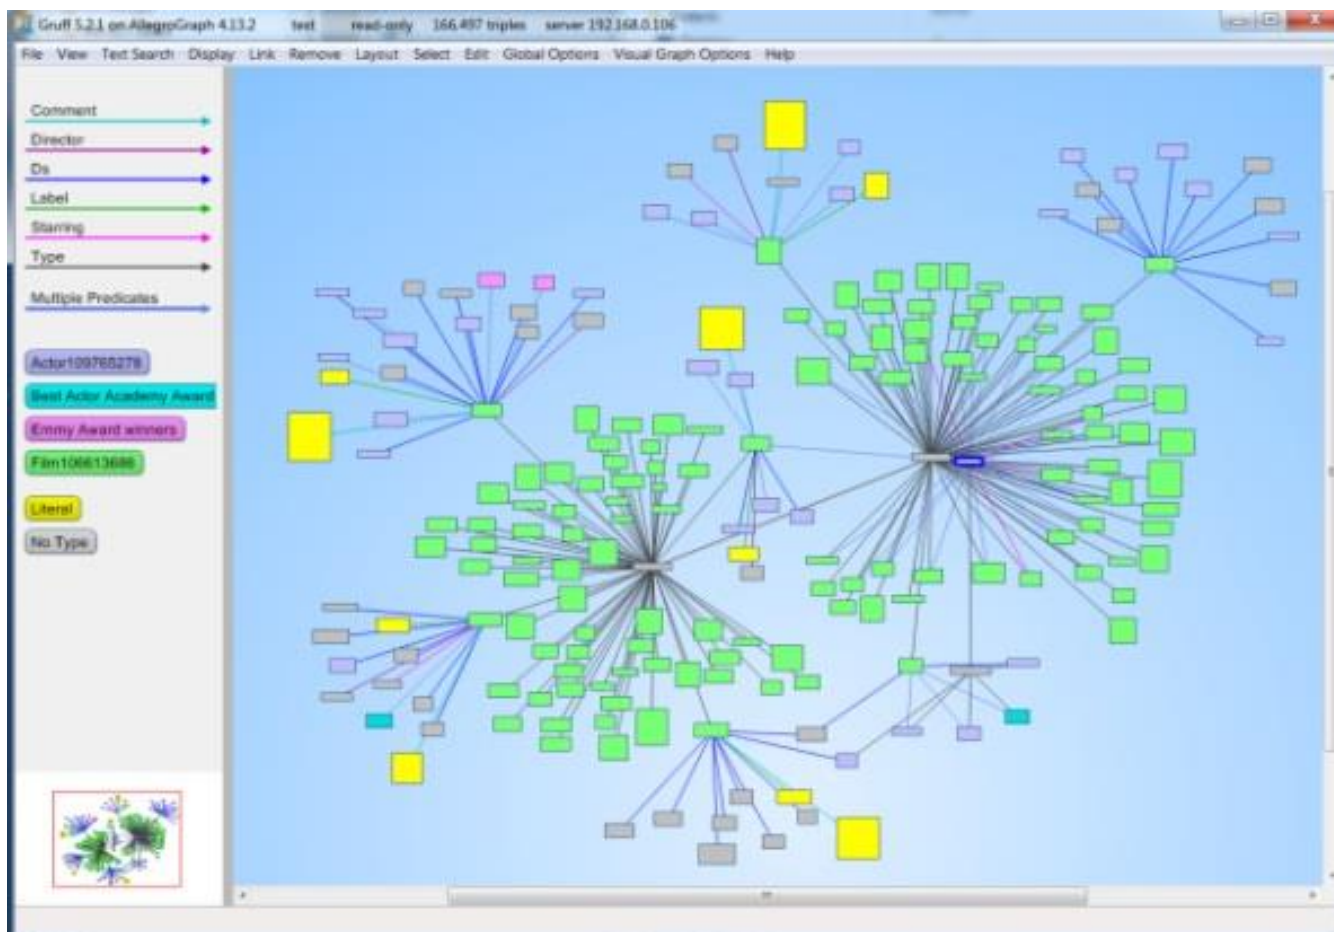 Gruff 5.2.1 on AllegroGraph 4.13.2 test read-only 166,497 triples server 192.168.0.106
File View Text Search Display Link Remove Layout Select Edit Global Options Visual Graph Options Help
Comment
Director
Ds
Label
Starring
Type
Multiple Predicates
Actor109765278
Best Actor Academy Award
Emmy Award winners
Film106613686
Literal
No Type